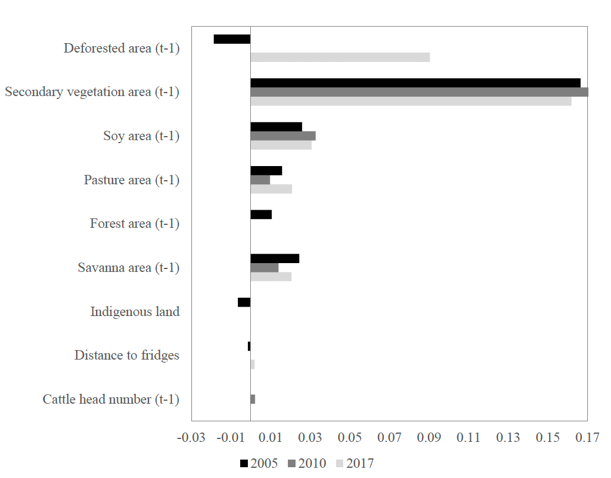 Deforested area (t-1)
Secondary vegetation area (t-1)
Soy area (t-1)
Pasture area (t-1)
Forest area (t-1)
Savanna area (t-1)
Indigenous land
Distance to fridges
Cattle head number (t-1)
-0.03 -0.01 0.01 0.03 0.05 0.07 0.09 0.11 0.13 0.15 0.17
2005 2010 2017